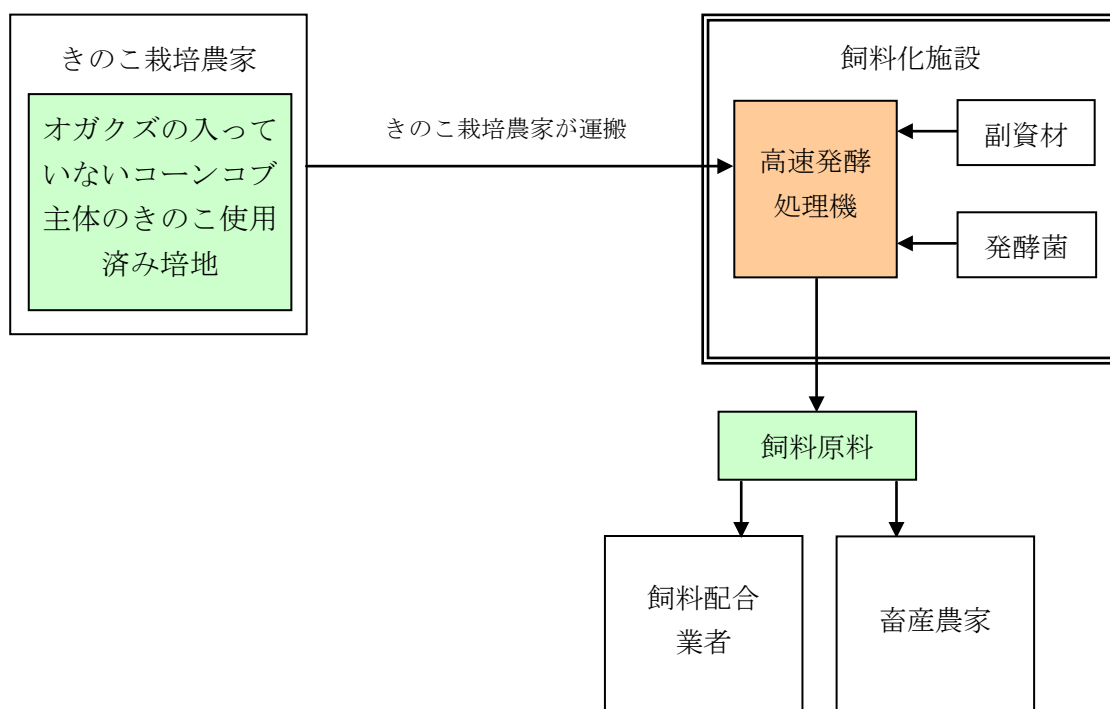 きのこ栽培農家
オガクズの入って
いないコーンコブ
主体のきのこ使用
済み培地
きのこ栽培農家が運搬
飼料化施設
高速発酵
処理機
副資材
発酵菌
飼料原料
飼料配合
業者
畜産農家